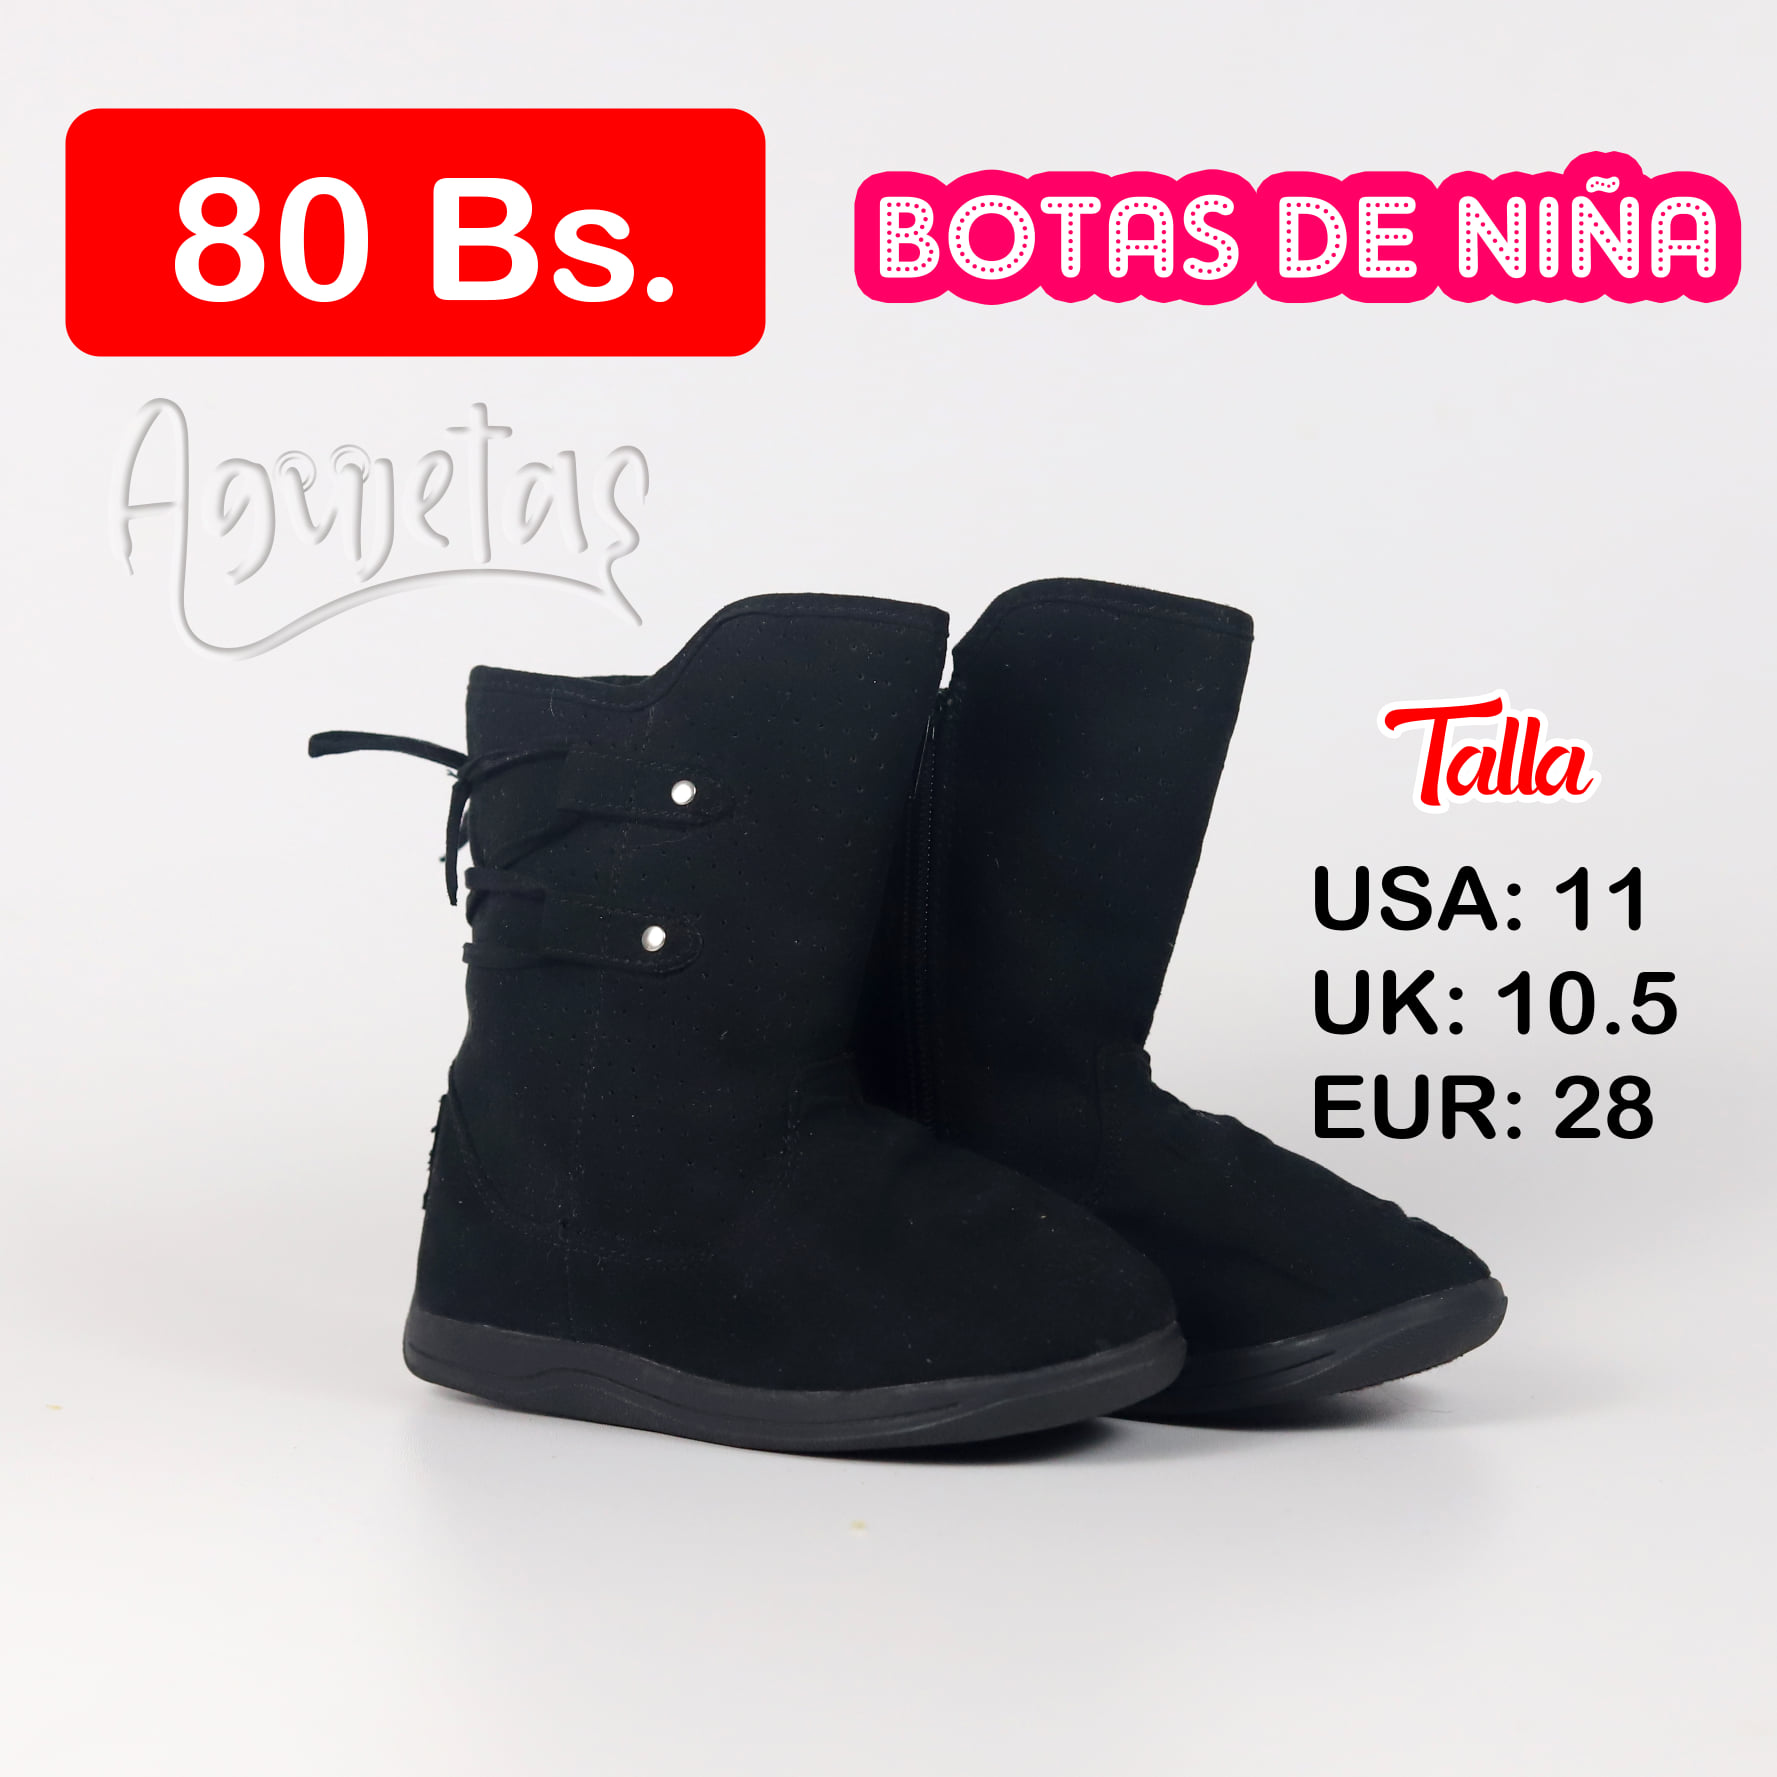 80 Bs.
BOTAS DE NIÑA
Agujetas
Talla
USA: 11
UK: 10.5
EUR: 28